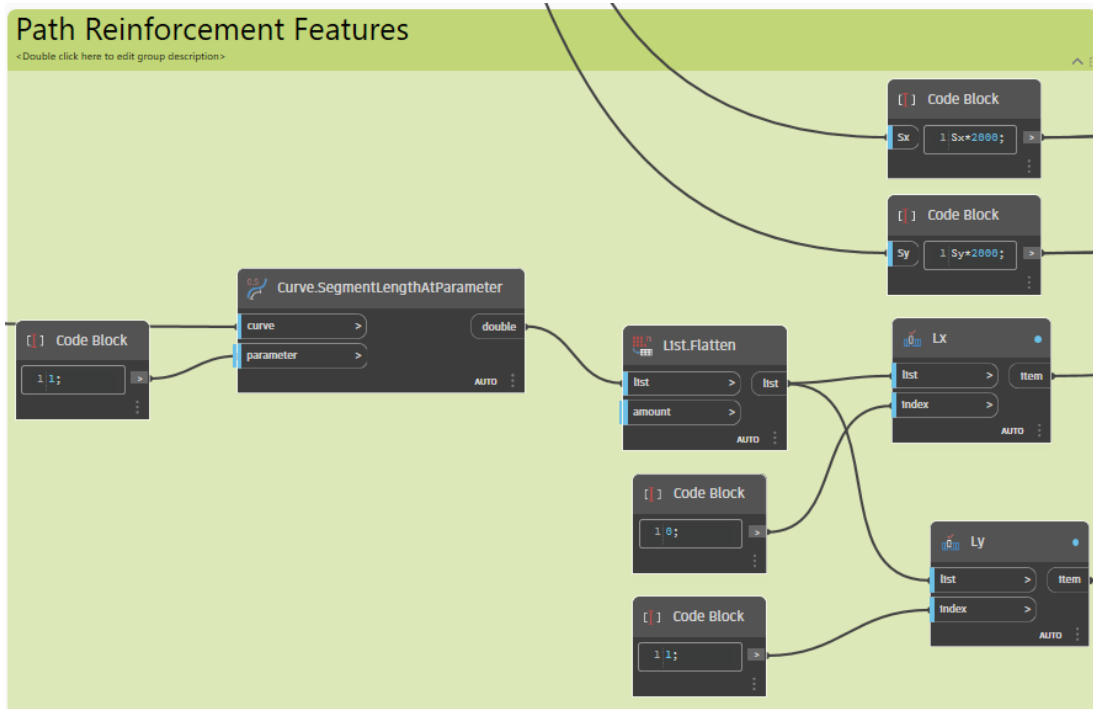 Path Reinforcement Features
<Double click here to edit group description>
Code Block
Sx
1 Sx*2000;
>
Code Block
Sy
1 Sy*2000;
>
Curve.SegmentLengthAtParameter
curve >
double
parameter >
AUTO
Code Block
1 1;
>
List.Flatten
list >
list
amount >
AUTO
Lx
list >
item
index >
AUTO
Code Block
1 0;
>
Ly
list >
item
index >
AUTO
Code Block
1 1;
>